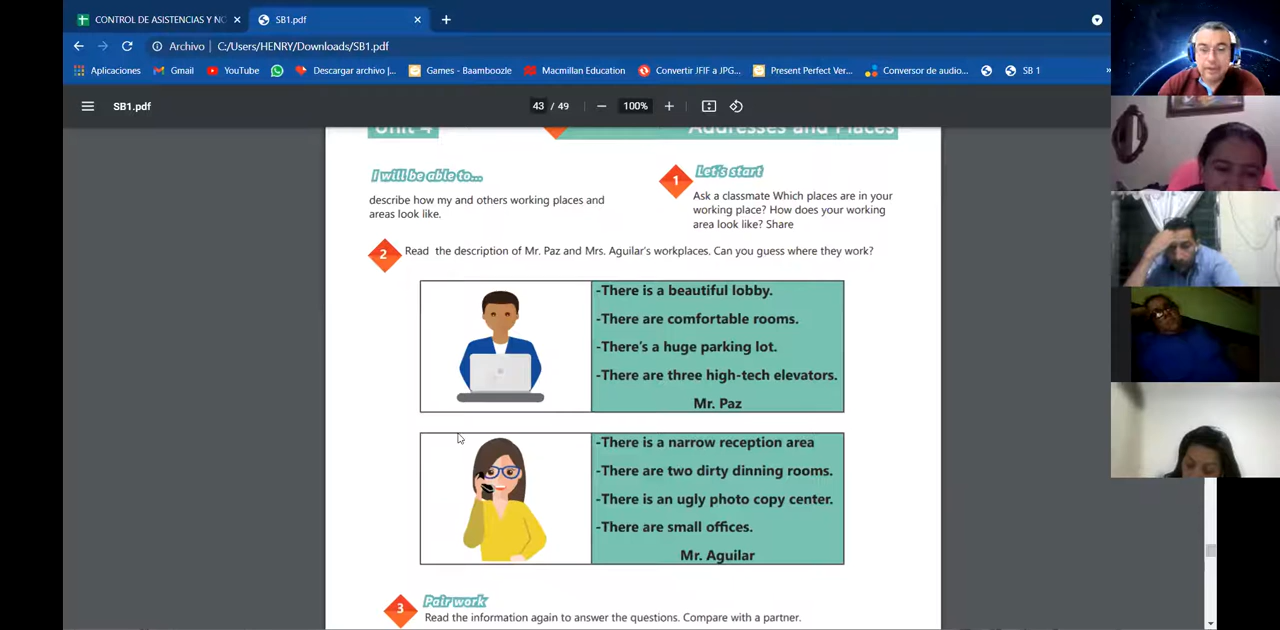 CONTROL DE ASISTENCIAS Y NO
SB1.pdf
Archivo C:/Users/HENRY/Downloads/SB1.pdf
Aplicaciones Gmail YouTube Descargar archivo |... Games - Baamboozle Macmillan Education Convertir JFIF a JPG... Present Perfect Ver... Conversor de audio... SB 1 »
SB1.pdf 43 / 49 100%
Unit 4 Addresses and Places
I will be able to...
describe how my and others working places and
areas look like.
1 Let's start
Ask a classmate Which places are in your
working place? How does your working
area look like? Share
2 Read the description of Mr. Paz and Mrs. Aguilar's workplaces. Can you guess where they work?
-There is a beautiful lobby.
-There are comfortable rooms.
-There's a huge parking lot.
-There are three high-tech elevators.
Mr. Paz
-There is a narrow reception area
-There are two dirty dinning rooms.
-There is an ugly photo copy center.
-There are small offices.
Mr. Aguilar
3 Pair work
Read the information again to answer the questions. Compare with a partner.